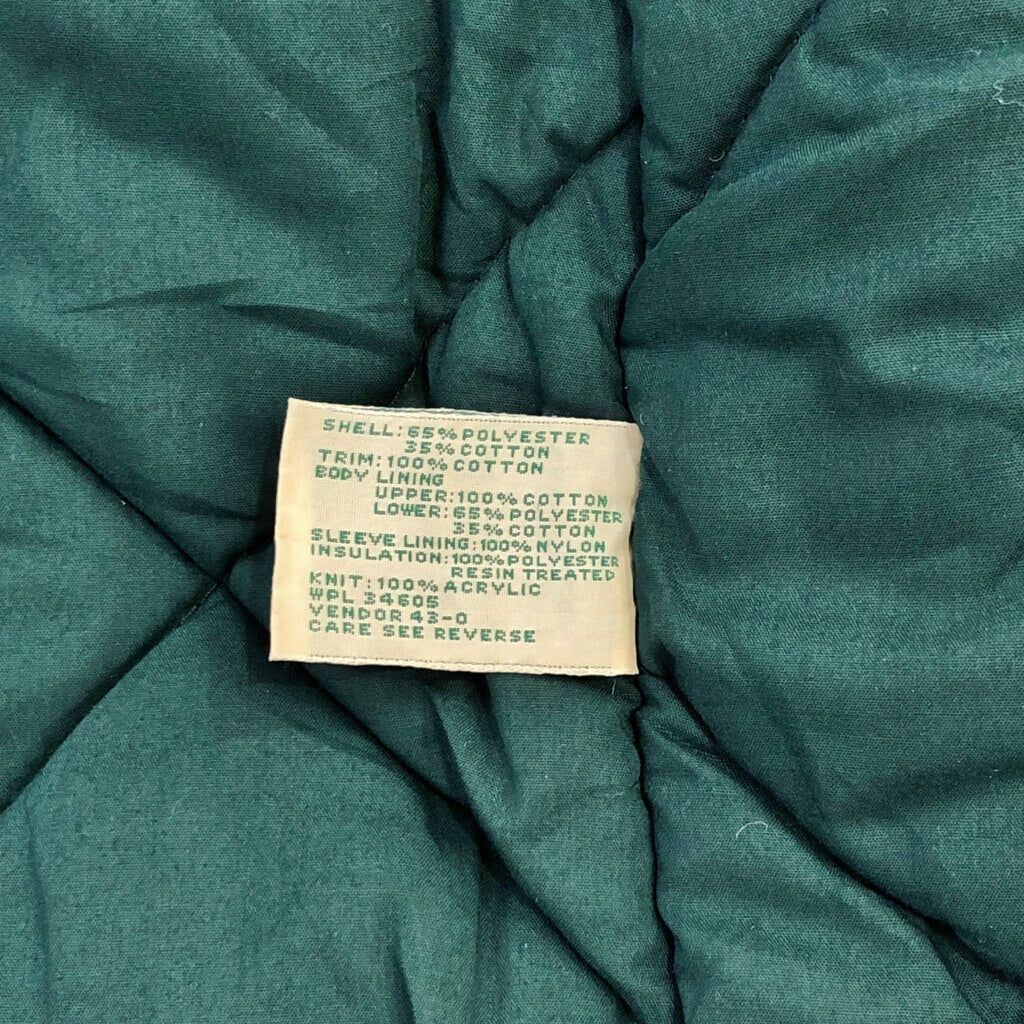 SHELL: 65% POLYESTER
35% COTTON
TRIM: 100% COTTON
BODY LINING
UPPER: 100% COTTON
LOWER: 65% POLYESTER
35% COTTON
SLEEVE LINING: 100% NYLON
INSULATION: 100% POLYESTER
RESIN TREATED
KNIT: 100% ACRYLIC
WPL 34605
VENDOR 43-0
CARE SEE REVERSE